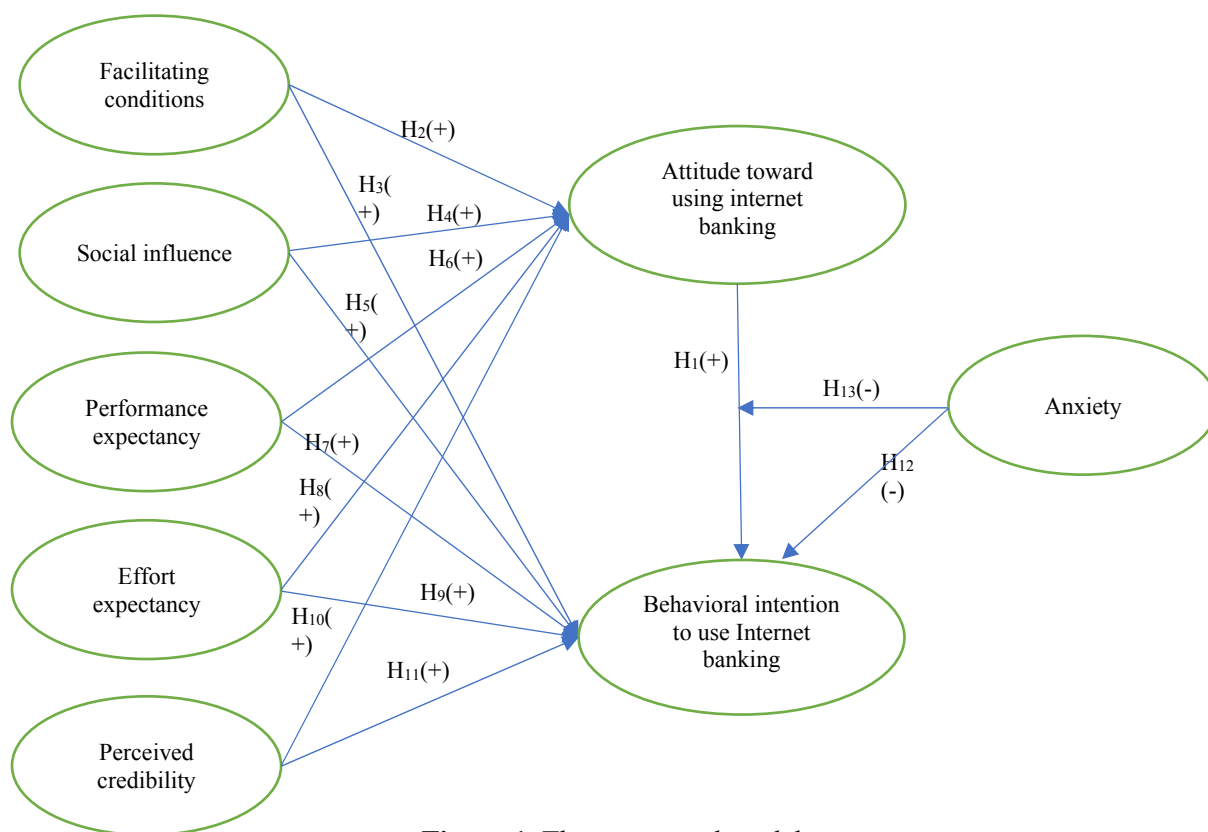 Facilitating
conditions
H2(+)
Attitude toward
using internet
banking
H3(
+)
H4(+)
Social influence
H6(+)
H5(
+)
H1(+)
H13(-)
Anxiety
Performance
expectancy
H7(+)
H12
(-)
H8(
+)
Effort
expectancy
H9(+)
Behavioral intention
to use Internet
banking
H10(
+)
H11(+)
Perceived
credibility